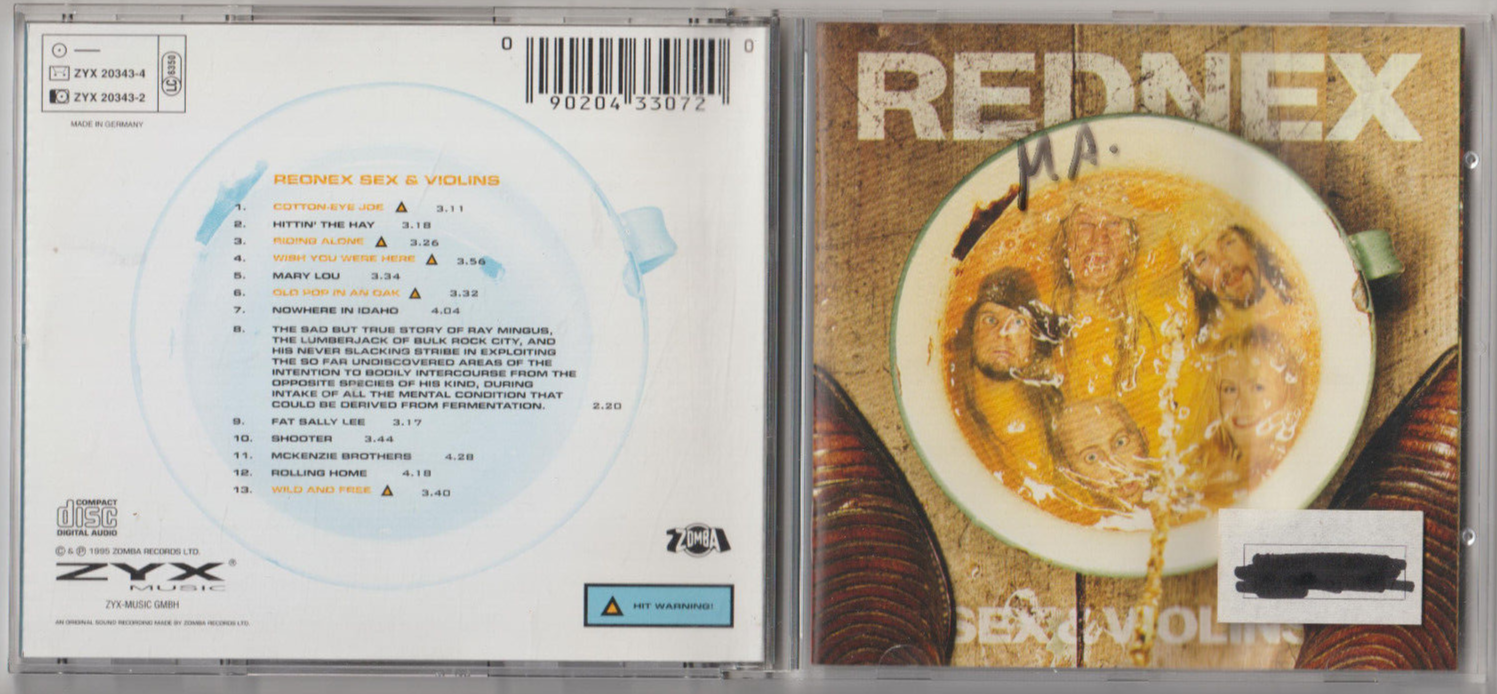 ZYX 20343-4
ZYX 20343-2
LC 6350
MADE IN GERMANY
0 90204 33072 0
REDNEX SEX & VIOLINS
1. COTTON-EYE JOE 3.11
2. HITTIN' THE HAY 3.18
3. RIDING ALONE 3.26
4. WISH YOU WERE HERE 3.56
5. MARY LOU 3.34
6. OLD POP IN AN OAK 3.32
7. NOWHERE IN IDAHO 4.04
8. THE SAD BUT TRUE STORY OF RAY MINGUS,
THE LUMBERJACK OF BULK ROCK CITY, AND
HIS NEVER SLACKING STRIBE IN EXPLOITING
THE SO FAR UNDISCOVERED AREAS OF THE
INTENTION TO BODILY INTERCOURSE FROM THE
OPPOSITE SPECIES OF HIS KIND, DURING
INTAKE OF ALL THE MENTAL CONDITION THAT
COULD BE DERIVED FROM FERMENTATION. 2.20
9. FAT SALLY LEE 3.17
10. SHOOTER 3.44
11. MCKENZIE BROTHERS 4.28
12. ROLLING HOME 4.18
13. WILD AND FREE 3.40
COMPACT
disc
DIGITAL AUDIO
© & ℗ 1995 ZOMBA RECORDS LTD.
ZYX®
MUSIC
ZYX-MUSIC GMBH
AN ORIGINAL SOUND RECORDING MADE BY ZOMBA RECORDS LTD.
ZOMBA
HIT WARNING!
REDNEX
MA.
SEX & VIOLINS